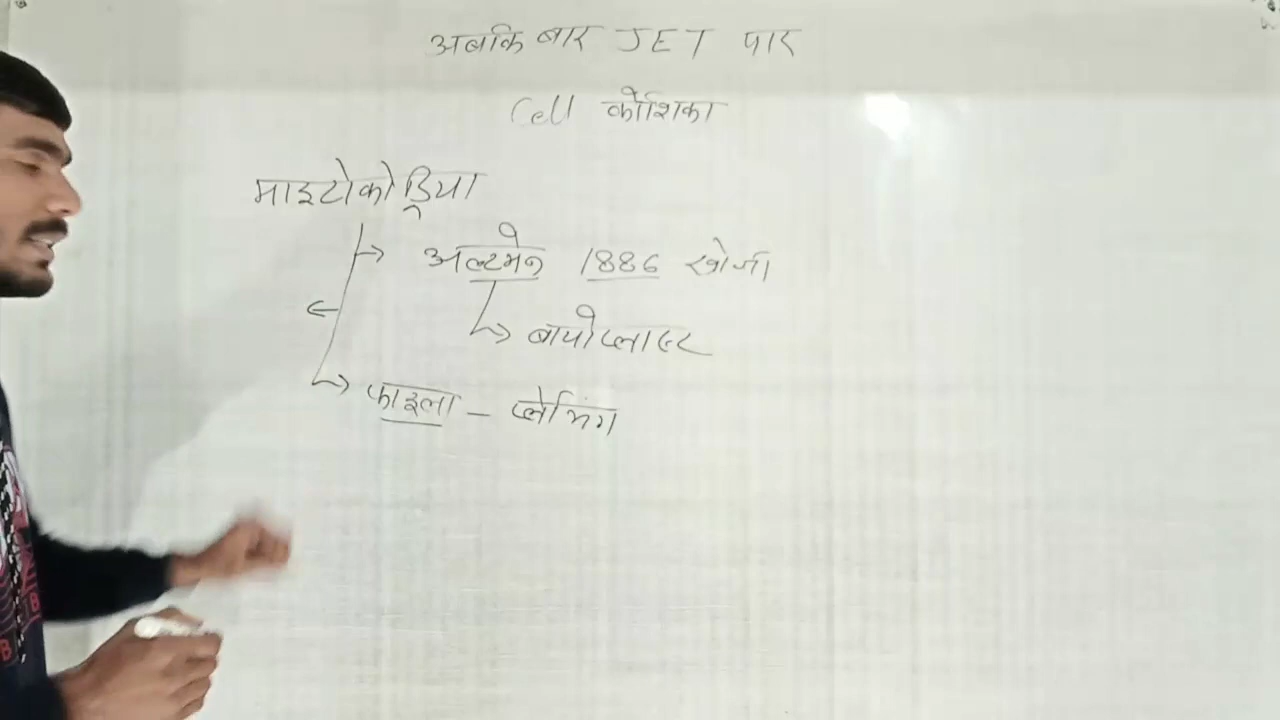 अबकि बार JET पार
Cell कोशिका
माइटोकोड्रिया
अल्टमेन 1886 खोजा
बायोप्लास्ट
फाइला - प्लेमिंग